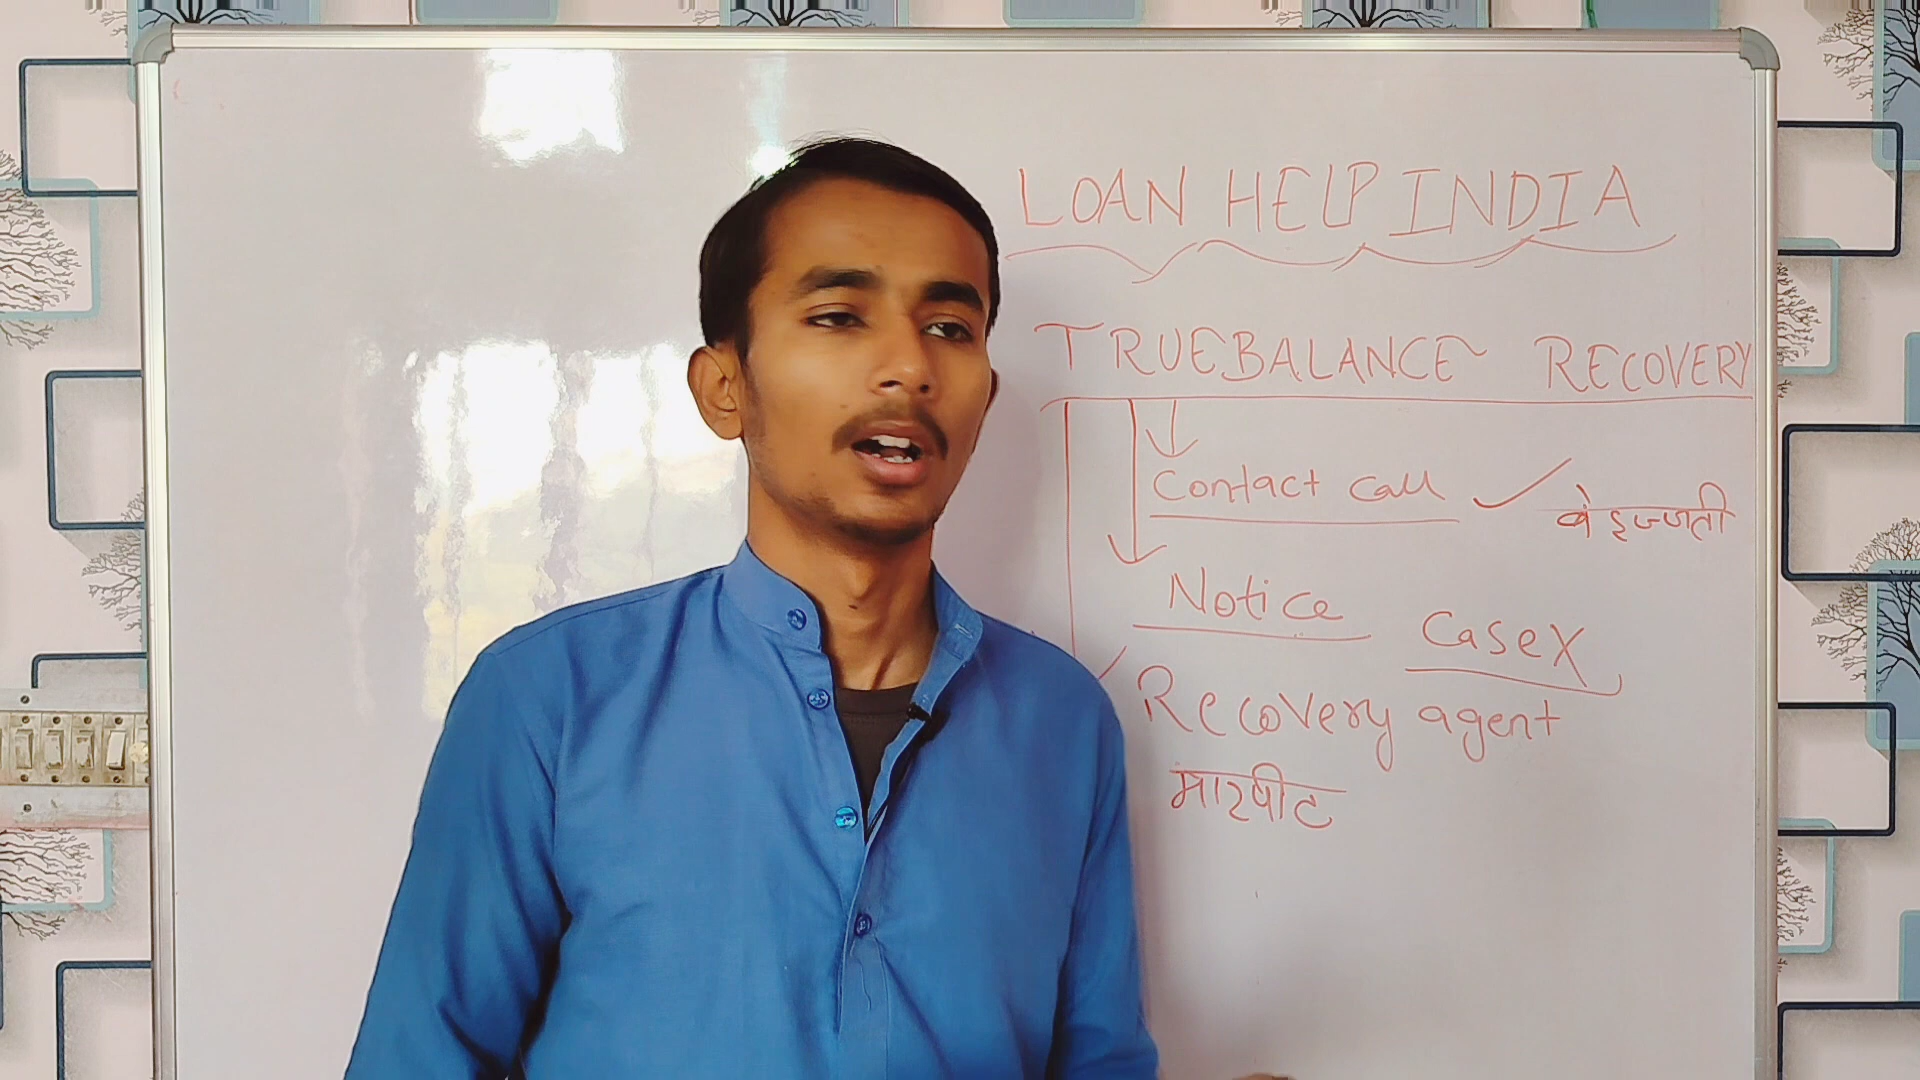 LOAN HELP INDIA
TRUEBALANCE RECOVERY
Contact call ✓ बेइज्जती
Notice Case X
Recovery agent
मारपीट